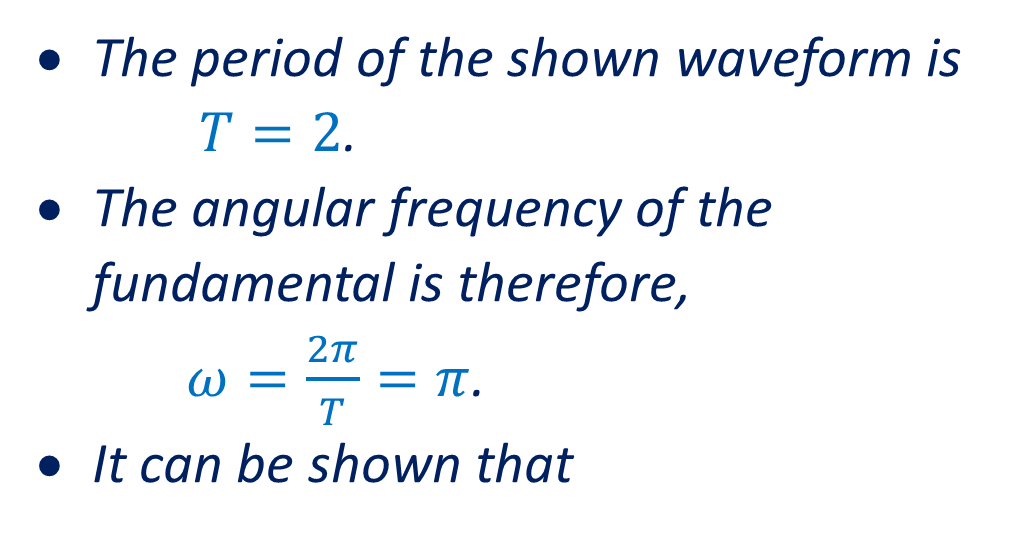 • The period of the shown waveform is
T = 2.
• The angular frequency of the
fundamental is therefore,
ω = 2π/T = π.
• It can be shown that